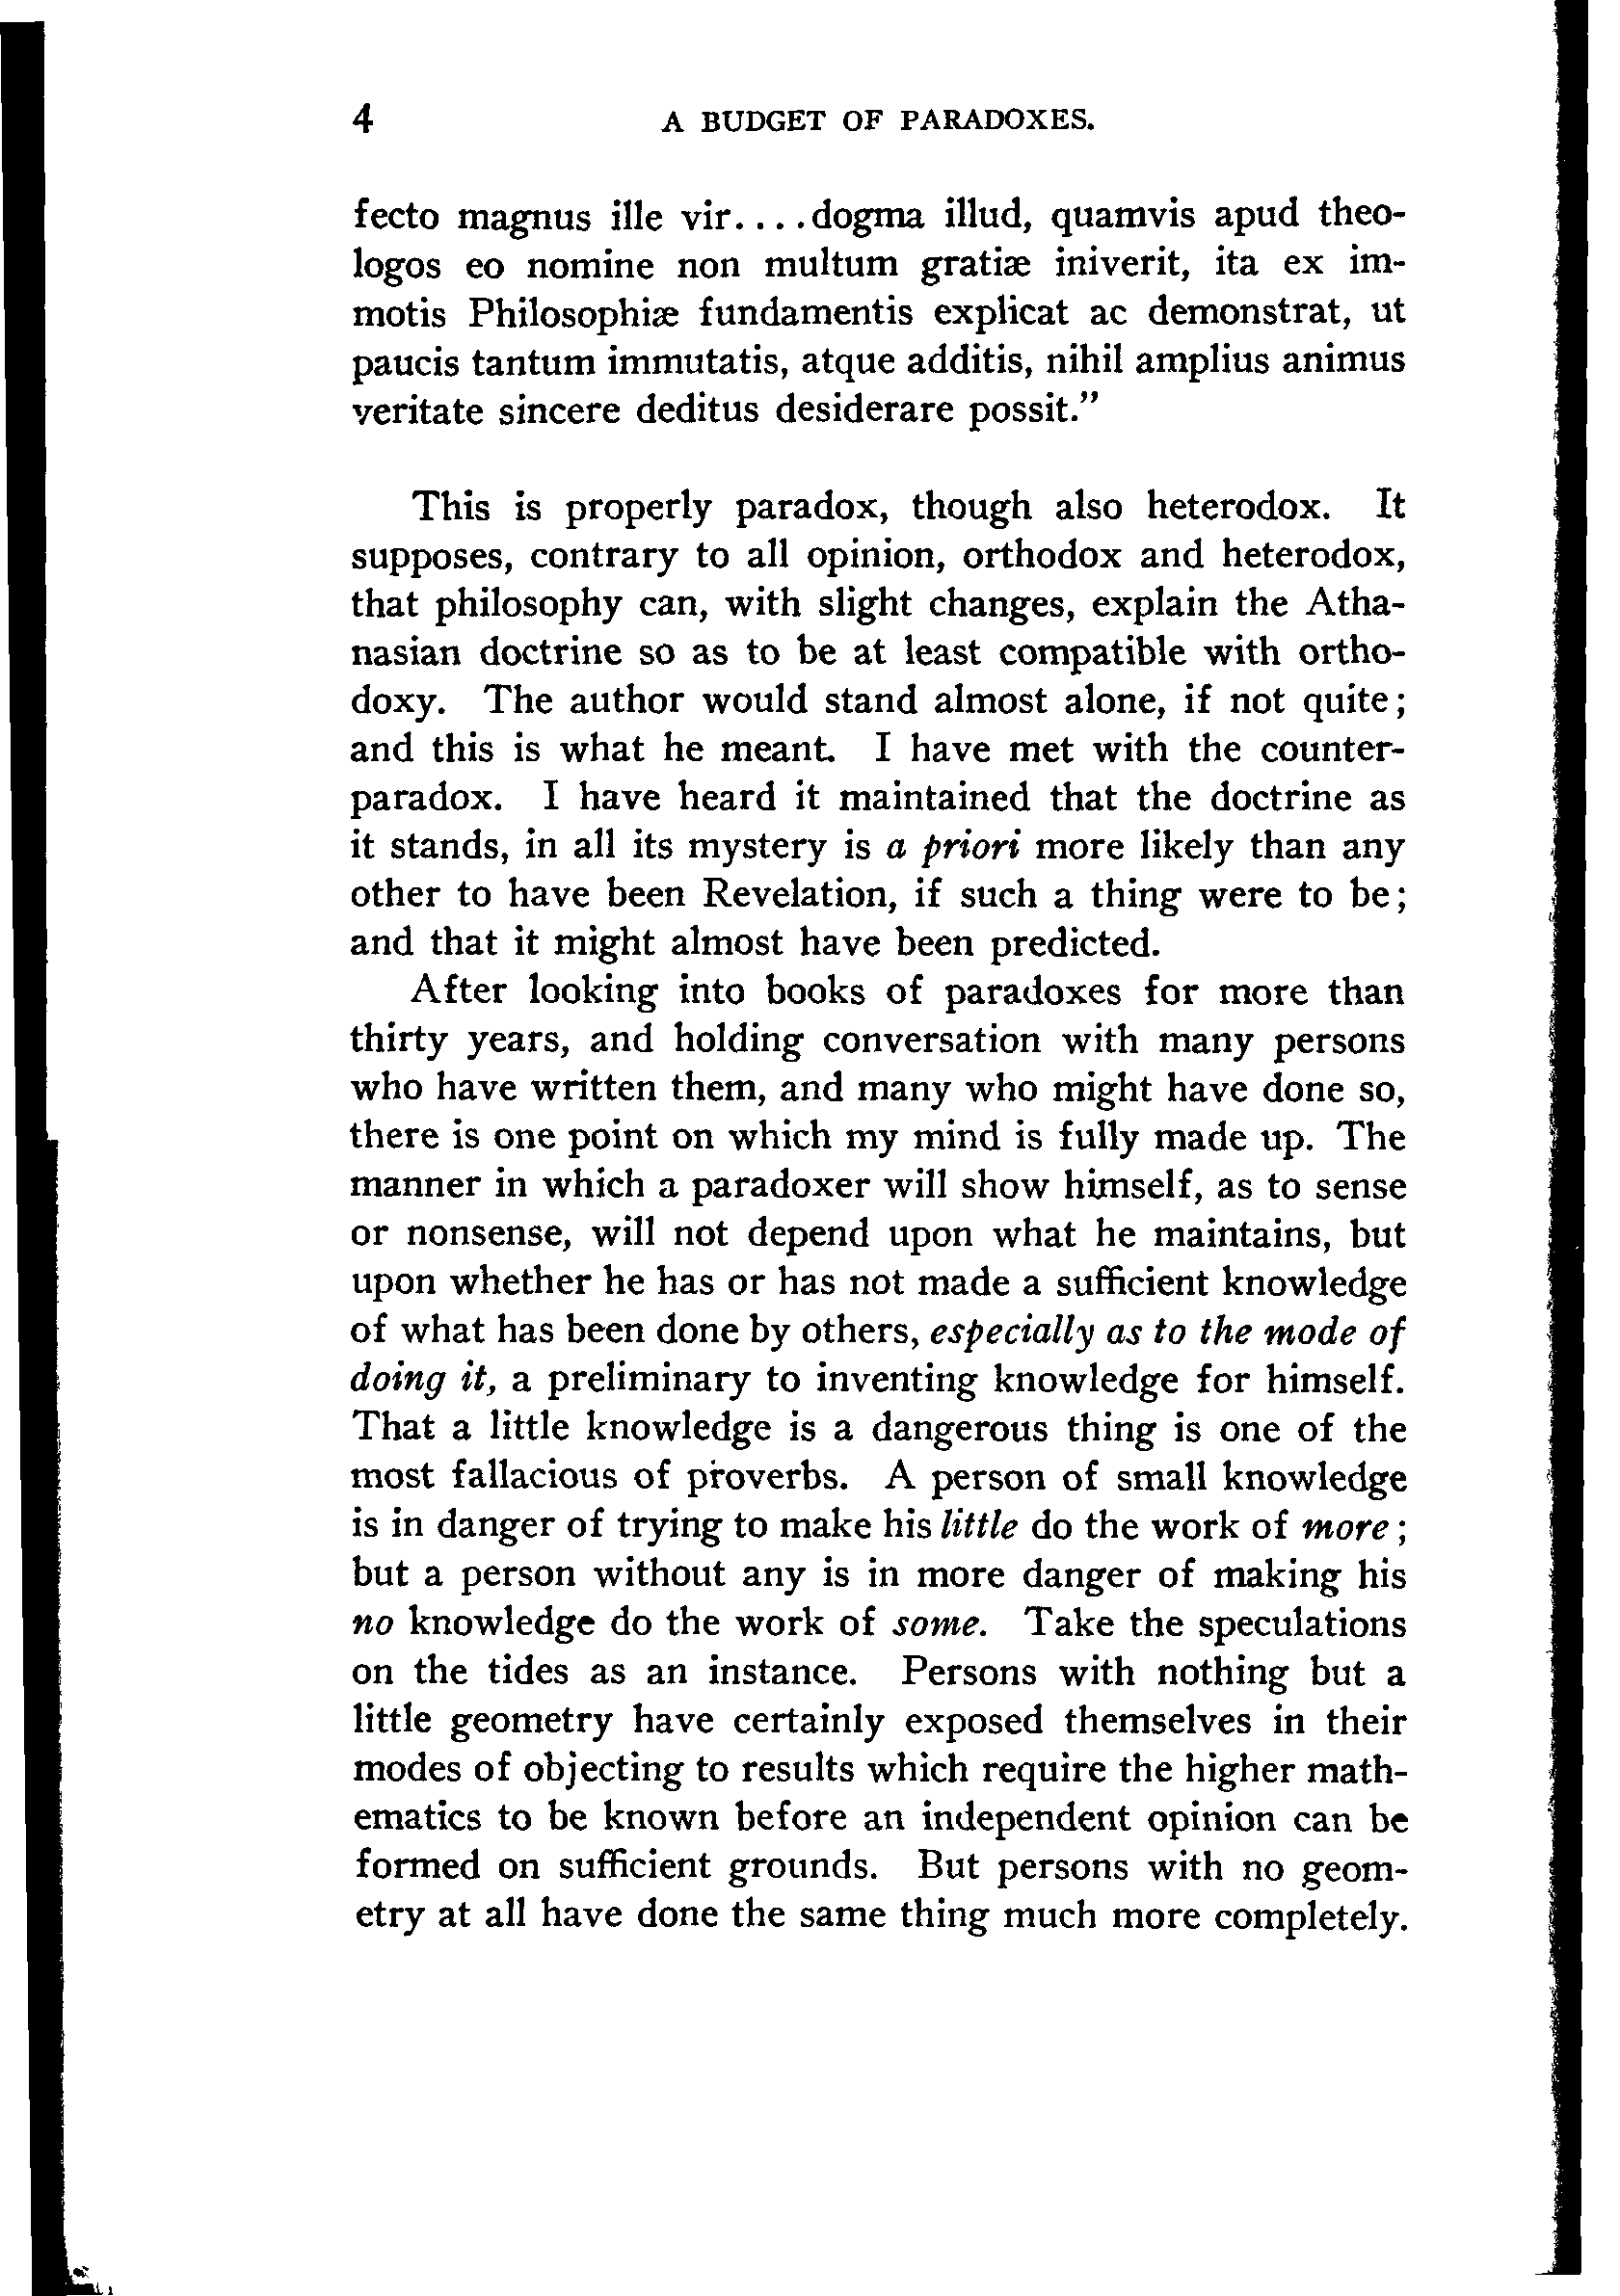 4 A BUDGET OF PARADOXES.
fecto magnus ille vir....dogma illud, quamvis apud theo-
logos eo nomine non multum gratiæ iniverit, ita ex im-
motis Philosophiæ fundamentis explicat ac demonstrat, ut
paucis tantum immutatis, atque additis, nihil amplius animus
veritate sincere deditus desiderare possit.”
This is properly paradox, though also heterodox. It
supposes, contrary to all opinion, orthodox and heterodox,
that philosophy can, with slight changes, explain the Atha-
nasian doctrine so as to be at least compatible with ortho-
doxy. The author would stand almost alone, if not quite;
and this is what he meant. I have met with the counter-
paradox. I have heard it maintained that the doctrine as
it stands, in all its mystery is a priori more likely than any
other to have been Revelation, if such a thing were to be;
and that it might almost have been predicted.
After looking into books of paradoxes for more than
thirty years, and holding conversation with many persons
who have written them, and many who might have done so,
there is one point on which my mind is fully made up. The
manner in which a paradoxer will show himself, as to sense
or nonsense, will not depend upon what he maintains, but
upon whether he has or has not made a sufficient knowledge
of what has been done by others, especially as to the mode of
doing it, a preliminary to inventing knowledge for himself.
That a little knowledge is a dangerous thing is one of the
most fallacious of proverbs. A person of small knowledge
is in danger of trying to make his little do the work of more;
but a person without any is in more danger of making his
no knowledge do the work of some. Take the speculations
on the tides as an instance. Persons with nothing but a
little geometry have certainly exposed themselves in their
modes of objecting to results which require the higher math-
ematics to be known before an independent opinion can be
formed on sufficient grounds. But persons with no geom-
etry at all have done the same thing much more completely.